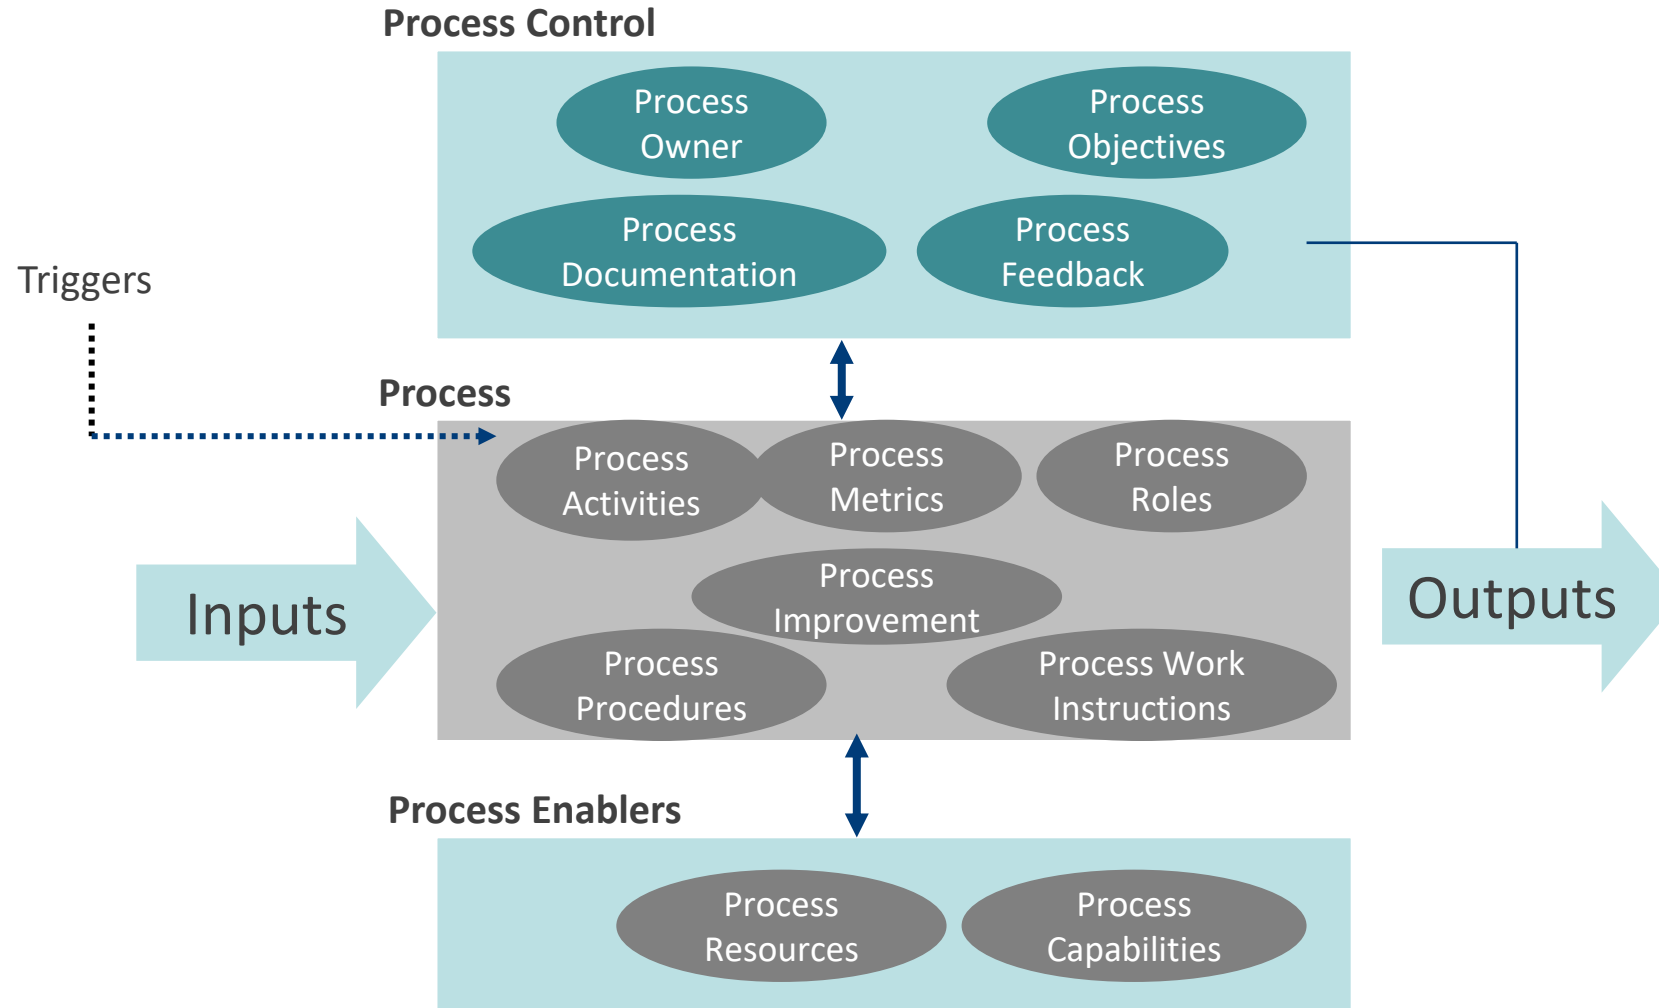 Process Control
Process
Owner
Process
Objectives
Process
Documentation
Process
Feedback
Triggers
Process
Process
Activities
Process
Metrics
Process
Roles
Inputs
Process
Improvement
Outputs
Process
Procedures
Process Work
Instructions
Process Enablers
Process
Resources
Process
Capabilities